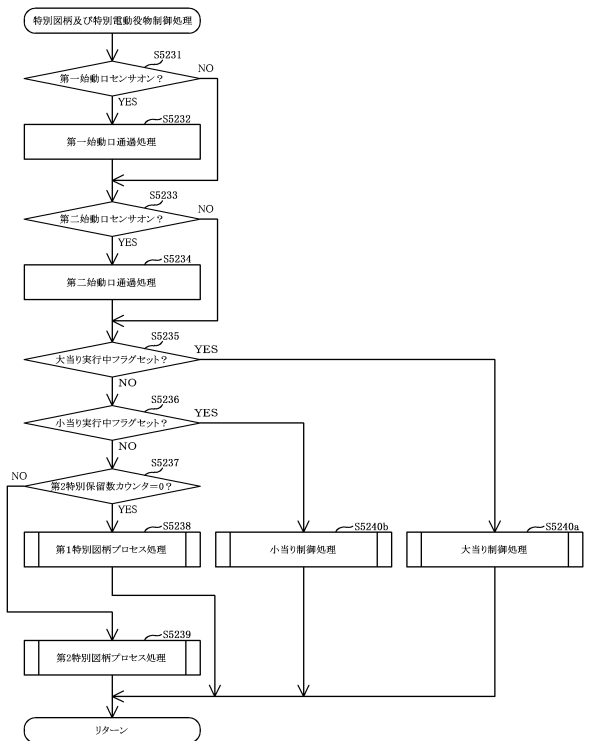 特別図柄及び特別電動役物制御処理
S5231
第一始動口センサオン？
NO
YES
S5232
第一始動口通過処理
S5233
第二始動口センサオン？
NO
YES
S5234
第二始動口通過処理
S5235
大当り実行中フラグセット？
YES
NO
S5236
小当り実行中フラグセット？
YES
NO
S5237
第2特別保留数カウンタ=0？
NO
YES
S5238
第1特別図柄プロセス処理
S5240b
小当り制御処理
S5240a
大当り制御処理
S5239
第2特別図柄プロセス処理
リターン